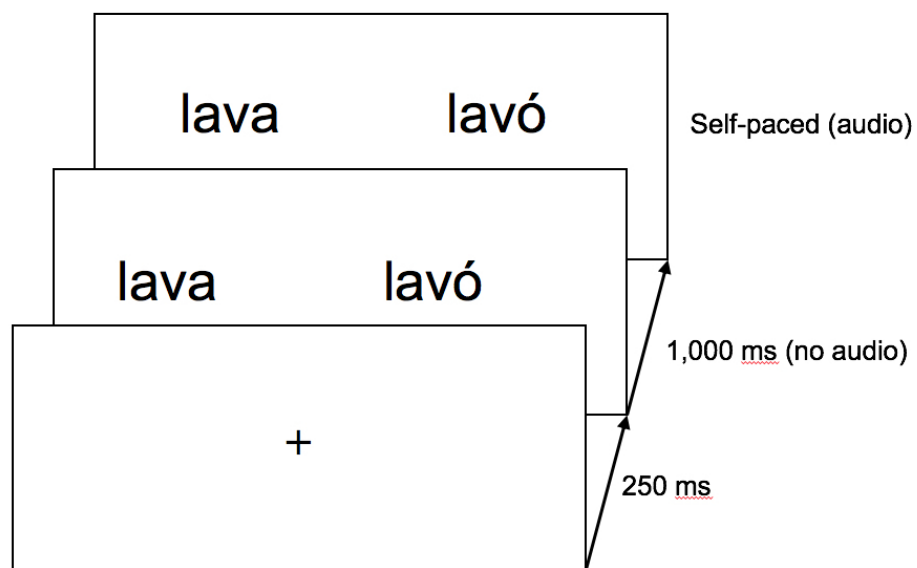 lava lavó
Self-paced (audio)
lava lavó
1,000 ms (no audio)
+
250 ms